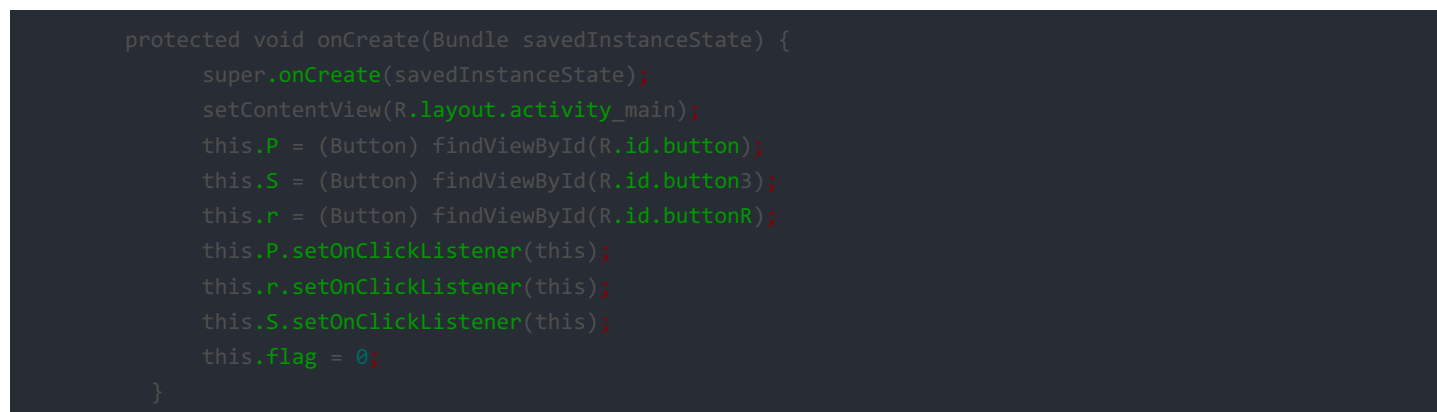 protected void onCreate(Bundle savedInstanceState) {
super.onCreate(savedInstanceState);
setContentView(R.layout.activity_main);
this.P = (Button) findViewById(R.id.button);
this.S = (Button) findViewById(R.id.button3);
this.r = (Button) findViewById(R.id.buttonR);
this.P.setOnClickListener(this);
this.r.setOnClickListener(this);
this.S.setOnClickListener(this);
this.flag = 0;
}